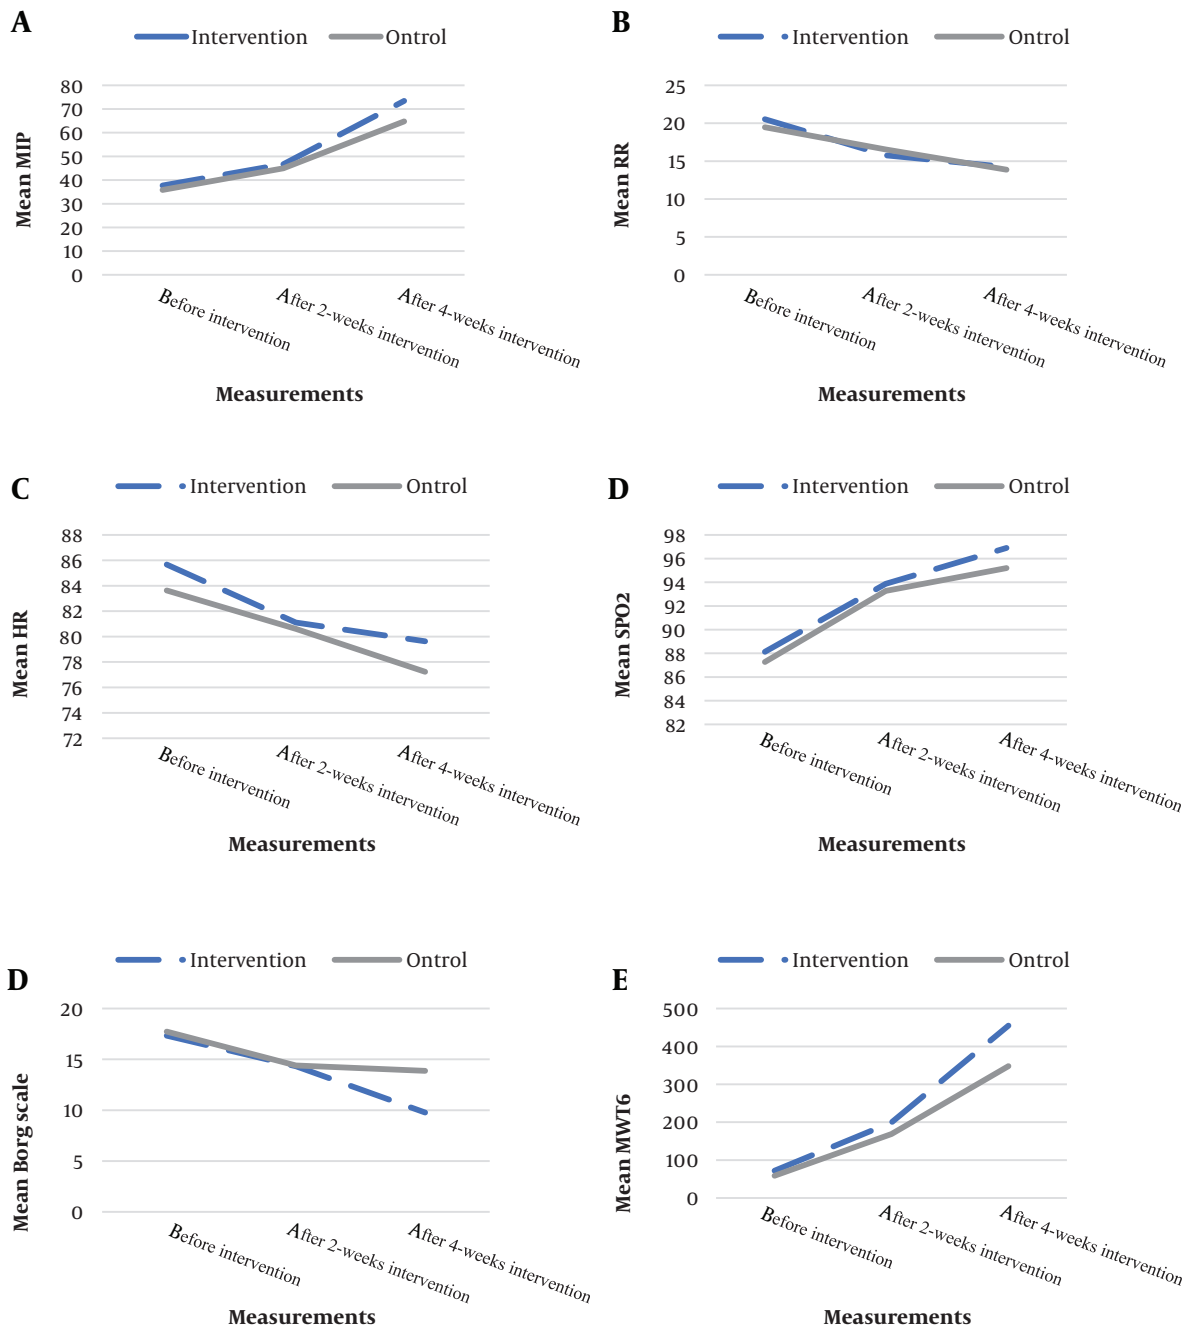 A
Intervention Ontrol
80
70
60
50
40
30
20
10
0
Mean MIP
Before intervention
After 2-weeks intervention
After 4-weeks intervention
Measurements
B
Intervention Ontrol
25
20
15
10
5
0
Mean RR
Before intervention
After 2-weeks intervention
After 4-weeks intervention
Measurements
C
Intervention Ontrol
88
86
84
82
80
78
76
74
72
Mean HR
Before intervention
After 2-weeks intervention
After 4-weeks intervention
Measurements
D
Intervention Ontrol
98
96
94
92
90
88
86
84
82
Mean SPO2
Before intervention
After 2-weeks intervention
After 4-weeks intervention
Measurements
D
Intervention Ontrol
20
15
10
5
0
Mean Borg scale
Before intervention
After 2-weeks intervention
After 4-weeks intervention
Measurements
E
Intervention Ontrol
500
400
300
200
100
0
Mean MWT6
Before intervention
After 2-weeks intervention
After 4-weeks intervention
Measurements